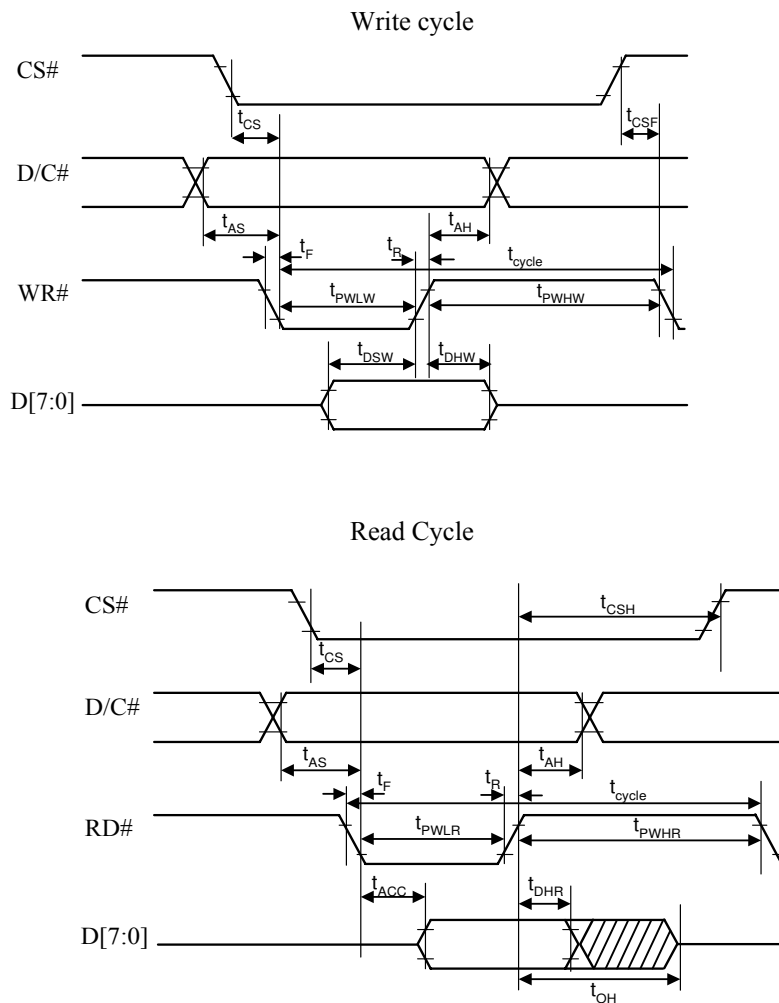 Write cycle
CS#
tCS
tCSF
D/C#
tAS
tF
tR
tAH
tcycle
WR#
tPWLW
tPWHW
tDSW
tDHW
D[7:0]
Read Cycle
CS#
tCSH
tCS
D/C#
tAS
tF
tR
tAH
tcycle
RD#
tPWLR
tPWHR
tACC
tDHR
D[7:0]
tOH